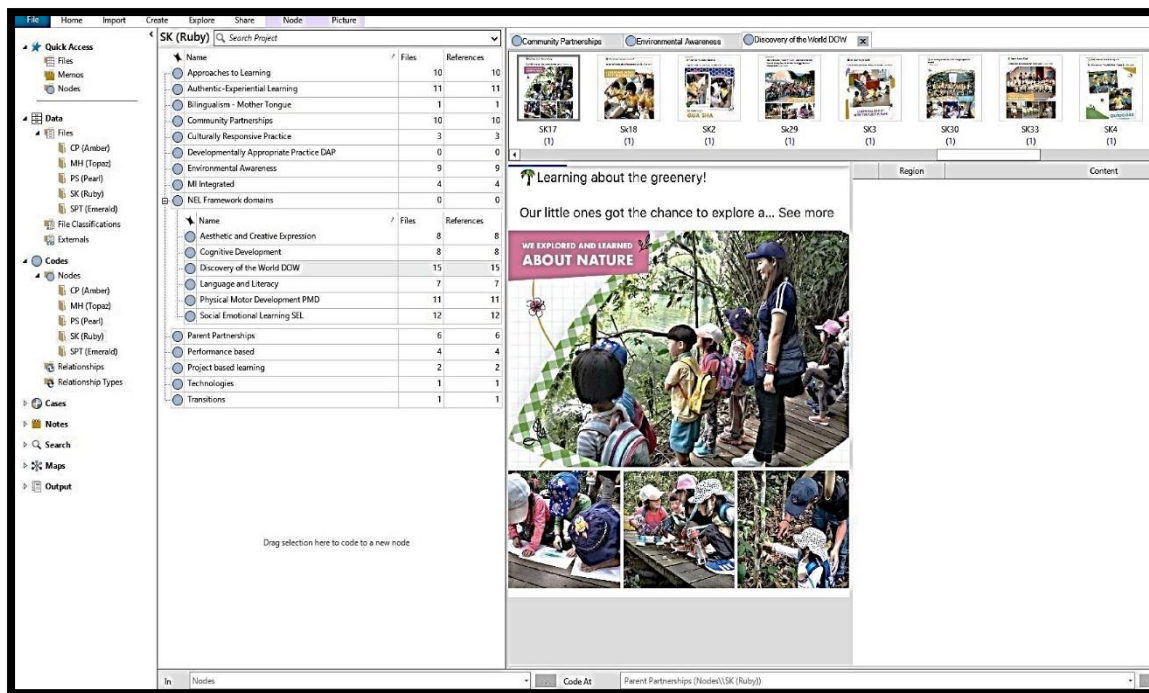 File Home Import Create Explore Share Node Picture
Quick Access
Files
Memos
Nodes
Data
Files
CP (Amber)
MH (Topaz)
PS (Pearl)
SK (Ruby)
SPT (Emerald)
File Classifications
Externals
Codes
Nodes
CP (Amber)
MH (Topaz)
PS (Pearl)
SK (Ruby)
SPT (Emerald)
Relationships
Relationship Types
Cases
Notes
Search
Maps
Output
SK (Ruby) Search Project
Name Files References
Approaches to Learning 10 10
Authentic-Experiential Learning 11 11
Bilingualism - Mother Tongue 1 1
Community Partnerships 10 10
Culturally Responsive Practice 3 3
Developmentally Appropriate Practice DAP 0 0
Environmental Awareness 9 9
MI Integrated 4 4
NEL Framework domains 0 0
Name Files References
Aesthetic and Creative Expression 8 8
Cognitive Development 8 8
Discovery of the World DOW 15 15
Language and Literacy 7 7
Physical Motor Development PMD 11 11
Social Emotional Learning SEL 12 12
Parent Partnerships 6 6
Performance based 4 4
Project based learning 2 2
Technologies 1 1
Transitions 1 1
Drag selection here to code to a new node
In Nodes
Community Partnerships Environmental Awareness Discovery of the World DOW
GUA SHA
OUTDOORS
SK17 Sk18 SK2 Sk29 SK3 SK30 SK33 SK4
(1) (1) (1) (1) (1) (1) (1) (1)
Region Content
Learning about the greenery!
Our little ones got the chance to explore a... See more
WE EXPLORED AND LEARNED
ABOUT NATURE
Code At Parent Partnerships (Nodes\\SK (Ruby))